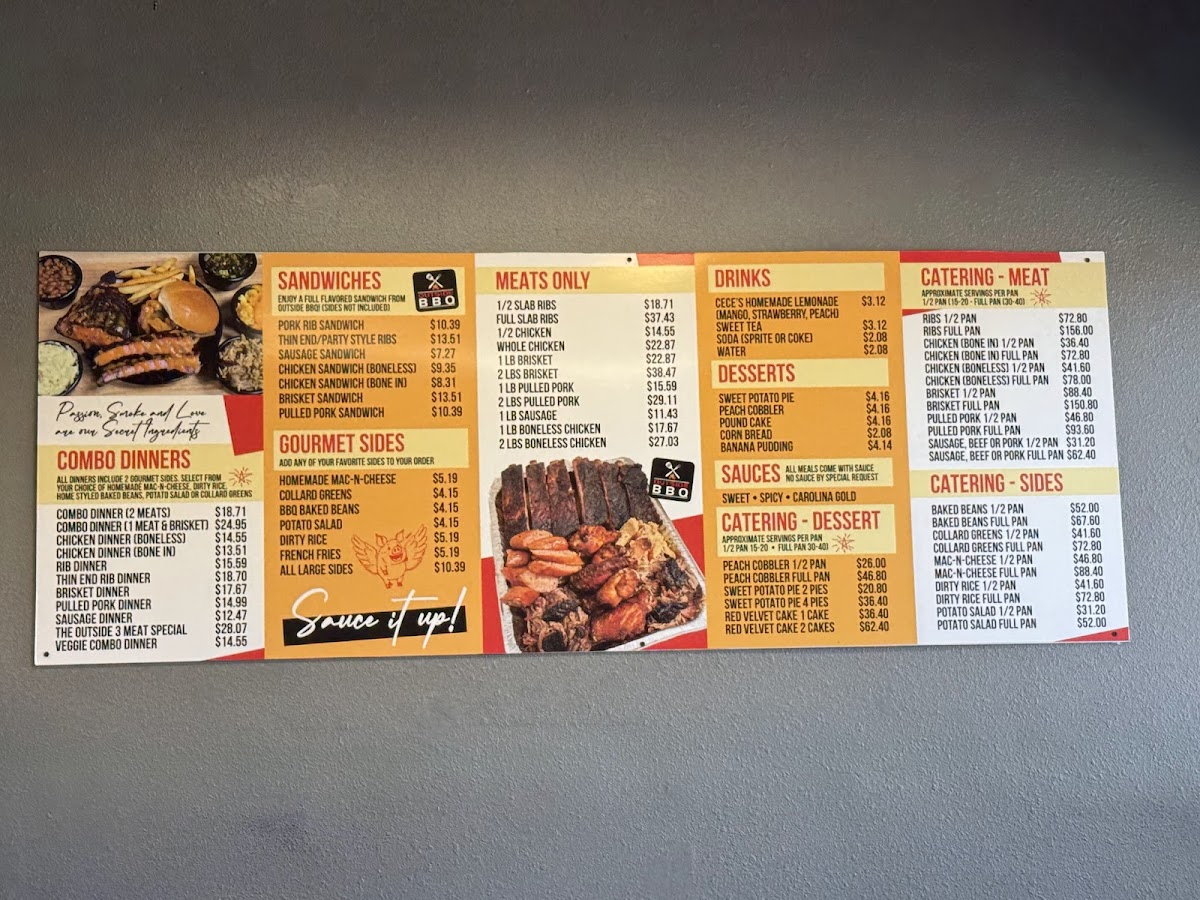 Passion, Smoke and Love
are our Secret Ingredients
COMBO DINNERS
ALL DINNERS INCLUDE 2 GOURMET SIDES. SELECT FROM
YOUR CHOICE OF HOMEMADE MAC-N-CHEESE, DIRTY RICE,
HOME STYLED BAKED BEANS, POTATO SALAD OR COLLARD GREENS
COMBO DINNER (2 MEATS) $18.71
COMBO DINNER (1 MEAT & BRISKET) $24.95
CHICKEN DINNER (BONELESS) $14.55
CHICKEN DINNER (BONE IN) $13.51
RIB DINNER $15.59
THIN END RIB DINNER $18.70
BRISKET DINNER $17.67
PULLED PORK DINNER $14.99
SAUSAGE DINNER $12.47
THE OUTSIDE 3 MEAT SPECIAL $28.07
VEGGIE COMBO DINNER $14.55
SANDWICHES
ENJOY A FULL FLAVORED SANDWICH FROM
OUTSIDE BBQ! (SIDES NOT INCLUDED)
OUTSIDE
BBQ
PORK RIB SANDWICH $10.39
THIN END/PARTY STYLE RIBS $13.51
SAUSAGE SANDWICH $7.27
CHICKEN SANDWICH (BONELESS) $9.35
CHICKEN SANDWICH (BONE IN) $8.31
BRISKET SANDWICH $13.51
PULLED PORK SANDWICH $10.39
GOURMET SIDES
ADD ANY OF YOUR FAVORITE SIDES TO YOUR ORDER
HOMEMADE MAC-N-CHEESE $5.19
COLLARD GREENS $4.15
BBQ BAKED BEANS $4.15
POTATO SALAD $4.15
DIRTY RICE $5.19
FRENCH FRIES $5.19
ALL LARGE SIDES $10.39
Sauce it up!
MEATS ONLY
1/2 SLAB RIBS $18.71
FULL SLAB RIBS $37.43
1/2 CHICKEN $14.55
WHOLE CHICKEN $22.87
1 LB BRISKET $22.87
2 LBS BRISKET $38.47
1 LB PULLED PORK $15.59
2 LBS PULLED PORK $29.11
1 LB SAUSAGE $11.43
1 LB BONELESS CHICKEN $17.67
2 LBS BONELESS CHICKEN $27.03
OUTSIDE
BBQ
DRINKS
CECE'S HOMEMADE LEMONADE $3.12
(MANGO, STRAWBERRY, PEACH)
SWEET TEA $3.12
SODA (SPRITE OR COKE) $2.08
WATER $2.08
DESSERTS
SWEET POTATO PIE $4.16
PEACH COBBLER $4.16
POUND CAKE $4.16
CORN BREAD $2.08
BANANA PUDDING $4.14
SAUCES
ALL MEALS COME WITH SAUCE
NO SAUCE BY SPECIAL REQUEST
SWEET • SPICY • CAROLINA GOLD
CATERING - DESSERT
APPROXIMATE SERVINGS PER PAN
1/2 PAN 15-20 • FULL PAN 30-40)
PEACH COBBLER 1/2 PAN $26.00
PEACH COBBLER FULL PAN $46.80
SWEET POTATO PIE 2 PIES $20.80
SWEET POTATO PIE 4 PIES $36.40
RED VELVET CAKE 1 CAKE $36.40
RED VELVET CAKE 2 CAKES $62.40
CATERING - MEAT
APPROXIMATE SERVINGS PER PAN
1/2 PAN (15-20 - FULL PAN (30-40)
RIBS 1/2 PAN $72.80
RIBS FULL PAN $156.00
CHICKEN (BONE IN) 1/2 PAN $36.40
CHICKEN (BONE IN) FULL PAN $72.80
CHICKEN (BONELESS) 1/2 PAN $41.60
CHICKEN (BONELESS) FULL PAN $78.00
BRISKET 1/2 PAN $88.40
BRISKET FULL PAN $150.80
PULLED PORK 1/2 PAN $46.80
PULLED PORK FULL PAN $93.60
SAUSAGE, BEEF OR PORK 1/2 PAN $31.20
SAUSAGE, BEEF OR PORK FULL PAN $62.40
CATERING - SIDES
BAKED BEANS 1/2 PAN $52.00
BAKED BEANS FULL PAN $67.60
COLLARD GREENS 1/2 PAN $41.60
COLLARD GREENS FULL PAN $72.80
MAC-N-CHEESE 1/2 PAN $46.80
MAC-N-CHEESE FULL PAN $88.40
DIRTY RICE 1/2 PAN $41.60
DIRTY RICE FULL PAN $72.80
POTATO SALAD 1/2 PAN $31.20
POTATO SALAD FULL PAN $52.00